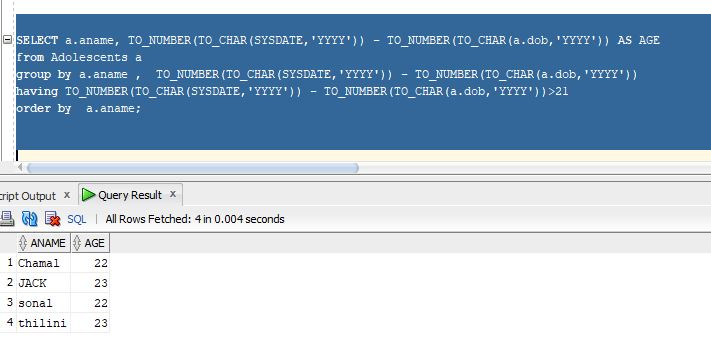 SELECT a.aname, TO_NUMBER(TO_CHAR(SYSDATE,'YYYY')) - TO_NUMBER(TO_CHAR(a.dob,'YYYY')) AS AGE
from Adolescents a
group by a.aname ,  TO_NUMBER(TO_CHAR(SYSDATE,'YYYY')) - TO_NUMBER(TO_CHAR(a.dob,'YYYY'))
having TO_NUMBER(TO_CHAR(SYSDATE,'YYYY')) - TO_NUMBER(TO_CHAR(a.dob,'YYYY'))>21
order by  a.aname;
cript Output x Query Result x
SQL | All Rows Fetched: 4 in 0.004 seconds
ANAME AGE
1 Chamal 22
2 JACK 23
3 sonal 22
4 thilini 23